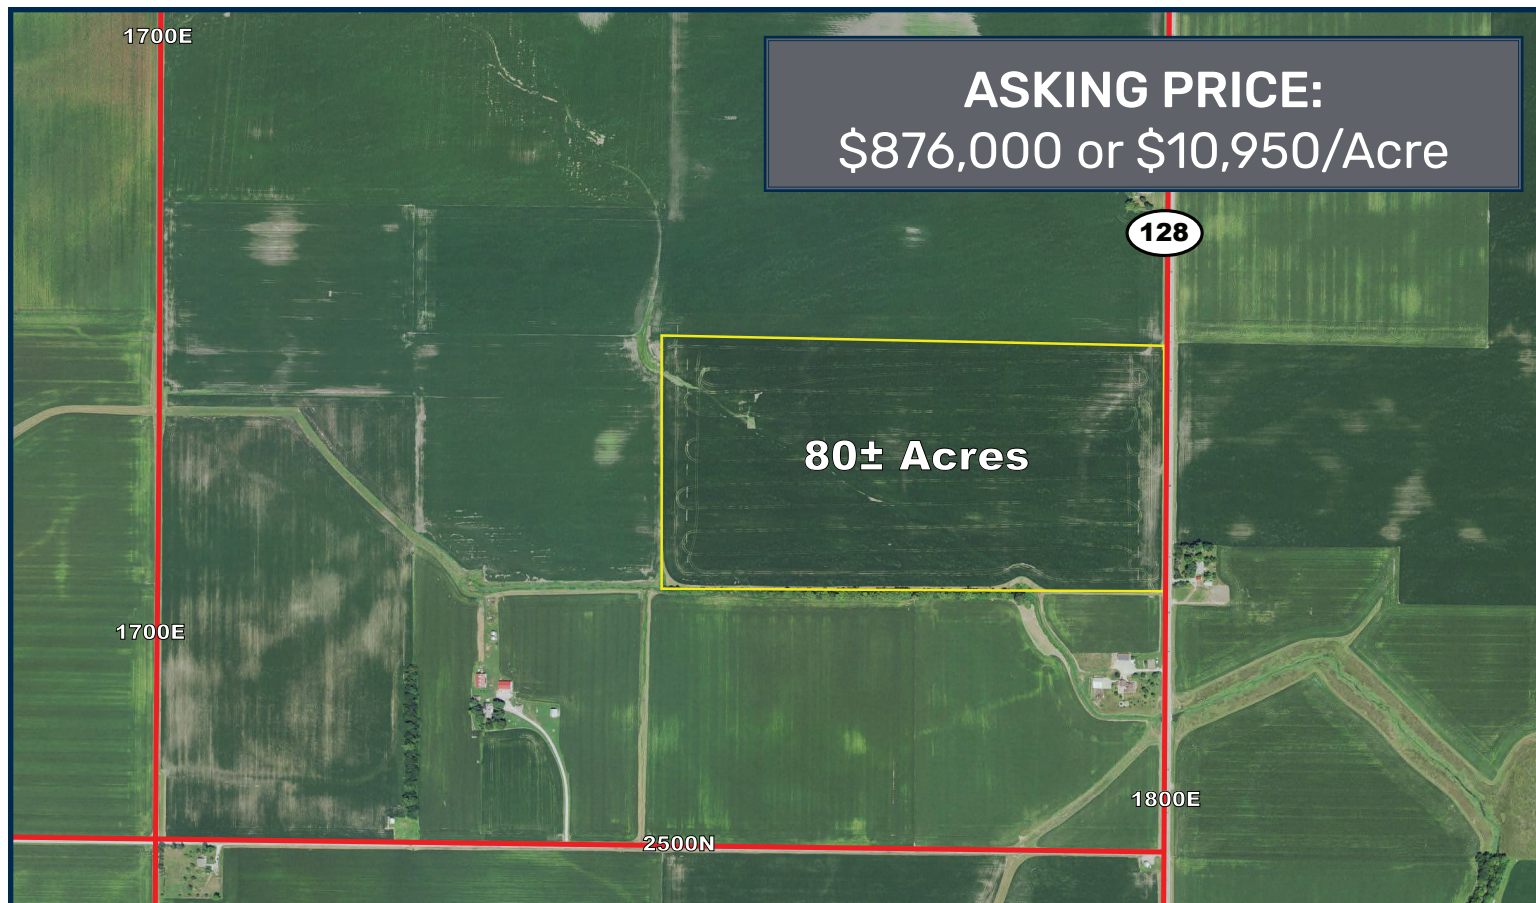 1700E
ASKING PRICE:
$876,000 or $10,950/Acre
128
80± Acres
1700E
1800E
2500N